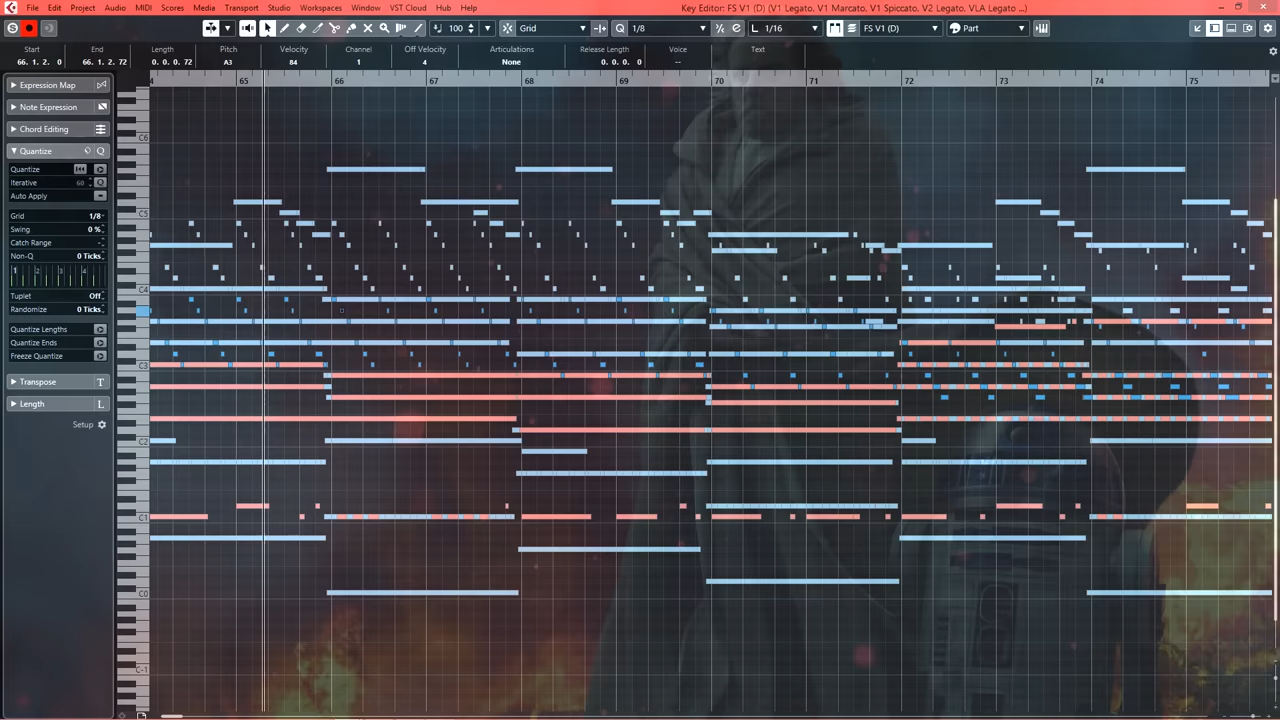 File Edit Project Audio MIDI Scores Media Transport Studio Workspaces Window VST Cloud Hub Help Key Editor: FS V1 (D) (V1 Legato, V1 Marcato, V1 Spiccato, V2 Legato, VLA Legato ...)
100 Grid Q 1/8 L 1/16 FS V1 (D) Part
Start End Length Pitch Velocity Channel Off Velocity Articulations Release Length Voice Text
66. 1. 2. 0 66. 1. 2. 72 0. 0. 0. 72 A3 84 1 4 None 0. 0. 0. 0 --
4 65 66 67 68 69 70 71 72 73 74 75
Expression Map
Note Expression
Chord Editing
Quantize Q
Quantize
Iterative 60
Auto Apply
Grid 1/8
Swing 0 %
Catch Range -
Non-Q 0 Ticks
1 2 3 4
Tuplet Off
Randomize 0 Ticks
Quantize Lengths
Quantize Ends
Freeze Quantize
Transpose T
Length L
Setup
C6
C5
C4
C3
C2
C1
C0
C-1